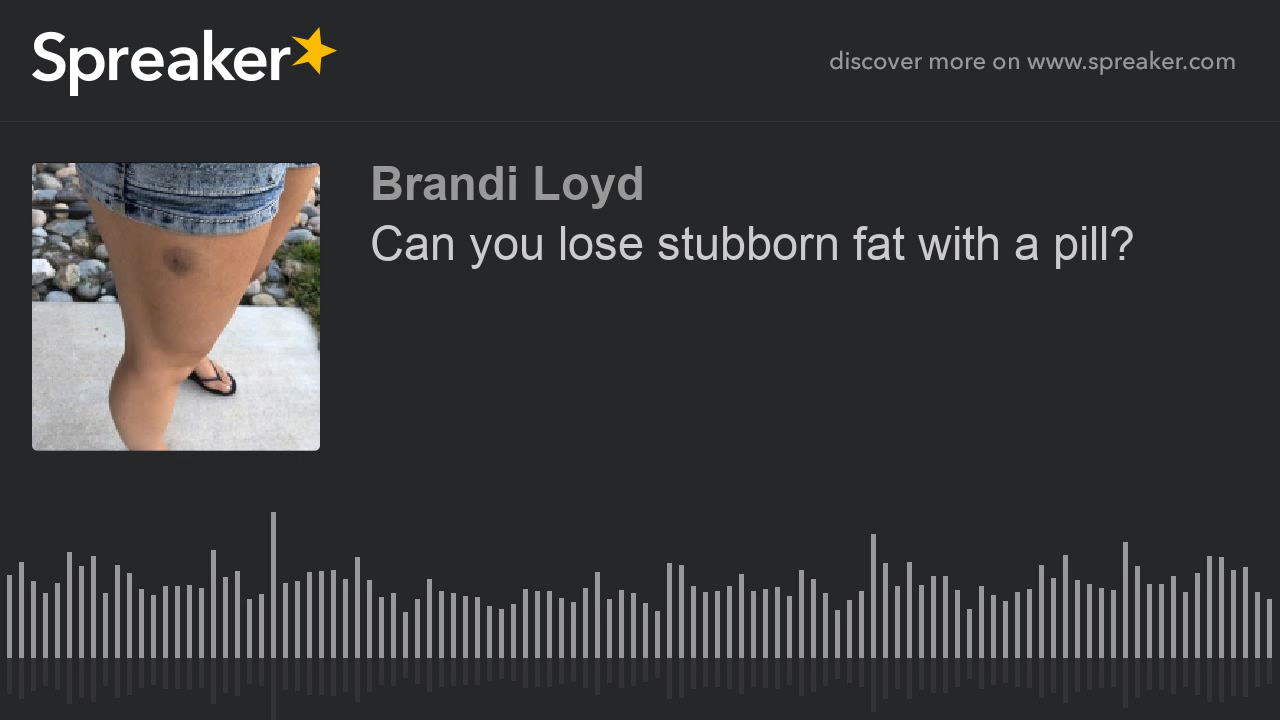 Spreaker
discover more on www.spreaker.com
Brandi Loyd
Can you lose stubborn fat with a pill?